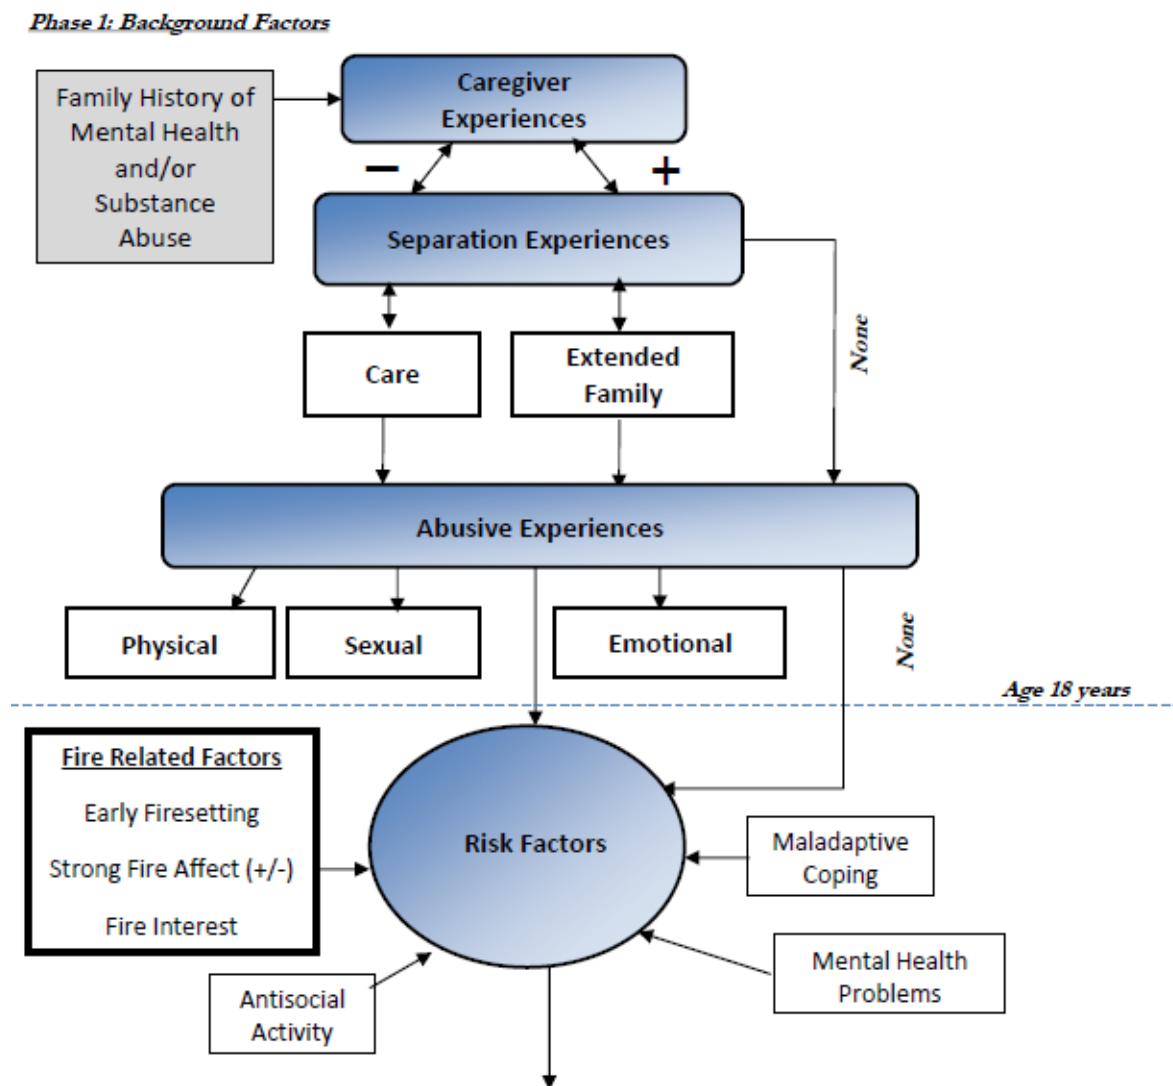 Phase 1: Background Factors
Family History of
Mental Health
and/or
Substance
Abuse
Caregiver
Experiences
− +
Separation Experiences
None
Care
Extended
Family
Abusive Experiences
Physical
Sexual
Emotional
None
Age 18 years
Fire Related Factors
Early Firesetting
Strong Fire Affect (+/-)
Fire Interest
Risk Factors
Maladaptive
Coping
Mental Health
Problems
Antisocial
Activity